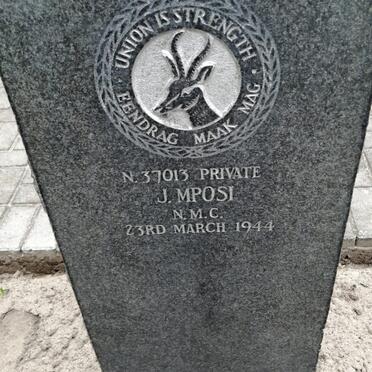 UNION IS STRENGTH
EENDRAG MAAK MAG
N.37013 PRIVATE
J. MPOSI
N.M.C.
23RD MARCH 1944